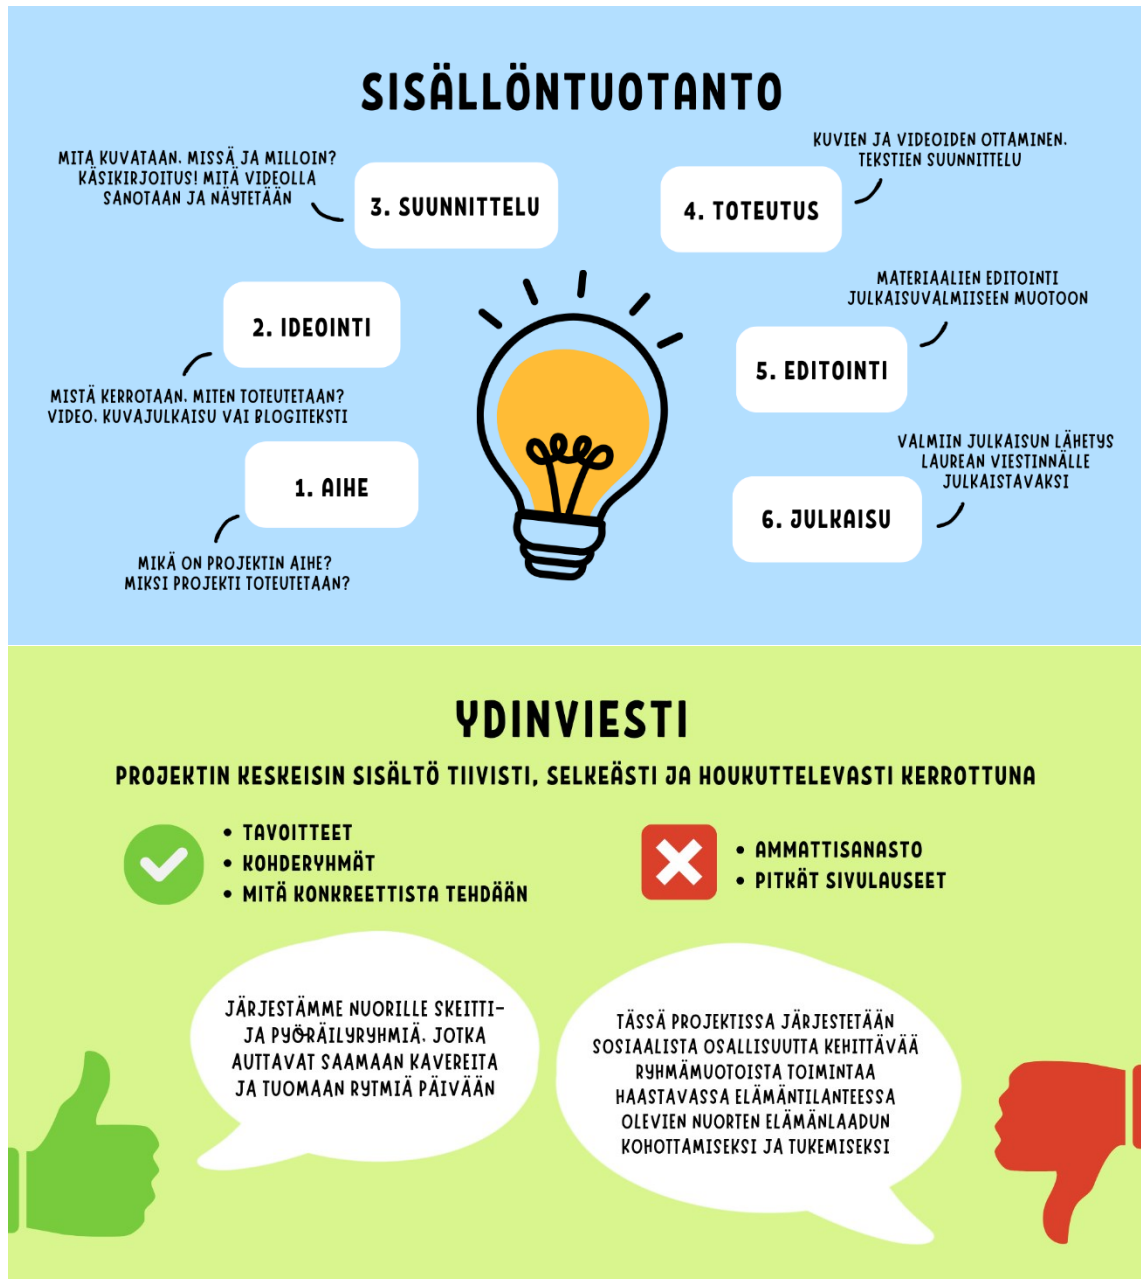 SISÄLLÖNTUOTANTO
1. AIHE
MIKÄ ON PROJEKTIN AIHE?
MIKSI PROJEKTI TOTEUTETAAN?
2. IDEOINTI
MISTÄ KERROTAAN, MITEN TOTEUTETAAN?
VIDEO, KUVAJULKAISU VAI BLOGITEKSTI
3. SUUNNITTELU
MITA KUVATAAN, MISSÄ JA MILLOIN?
KÄSIKIRJOITUS! MITÄ VIDEOLLA
SANOTAAN JA NÄYTETÄÄN
4. TOTEUTUS
KUVIEN JA VIDEOIDEN OTTAMINEN,
TEKSTIEN SUUNNITTELU
5. EDITOINTI
MATERIAALIEN EDITOINTI
JULKAISUVALMIISEEN MUOTOON
6. JULKAISU
VALMIIN JULKAISUN LÄHETYS
LAUREAN VIESTINNÄLLE
JULKAISTAVAKSI
YDINVIESTI
PROJEKTIN KESKEISIN SISÄLTÖ TIIVISTI, SELKEÄSTI JA HOUKUTTELEVASTI KERROTTUNA
• TAVOITTEET
• KOHDERYHMÄT
• MITÄ KONKREETTISTA TEHDÄÄN
• AMMATTISANASTO
• PITKÄT SIVULAUSEET
JÄRJESTÄMME NUORILLE SKEITTI-
JA PYÖRÄILYRYHMIÄ, JOTKA
AUTTAVAT SAAMAAN KAVEREITA
JA TUOMAAN RYTMIÄ PÄIVÄÄN
TÄSSÄ PROJEKTISSA JÄRJESTETÄÄN
SOSIAALISTA OSALLISUUTTA KEHITTÄVÄÄ
RYHMÄMUOTOISTA TOIMINTAA
HAASTAVASSA ELÄMÄNTILANTEESSA
OLEVIEN NUORTEN ELÄMÄNLAADUN
KOHOTTAMISEKSI JA TUKEMISEKSI